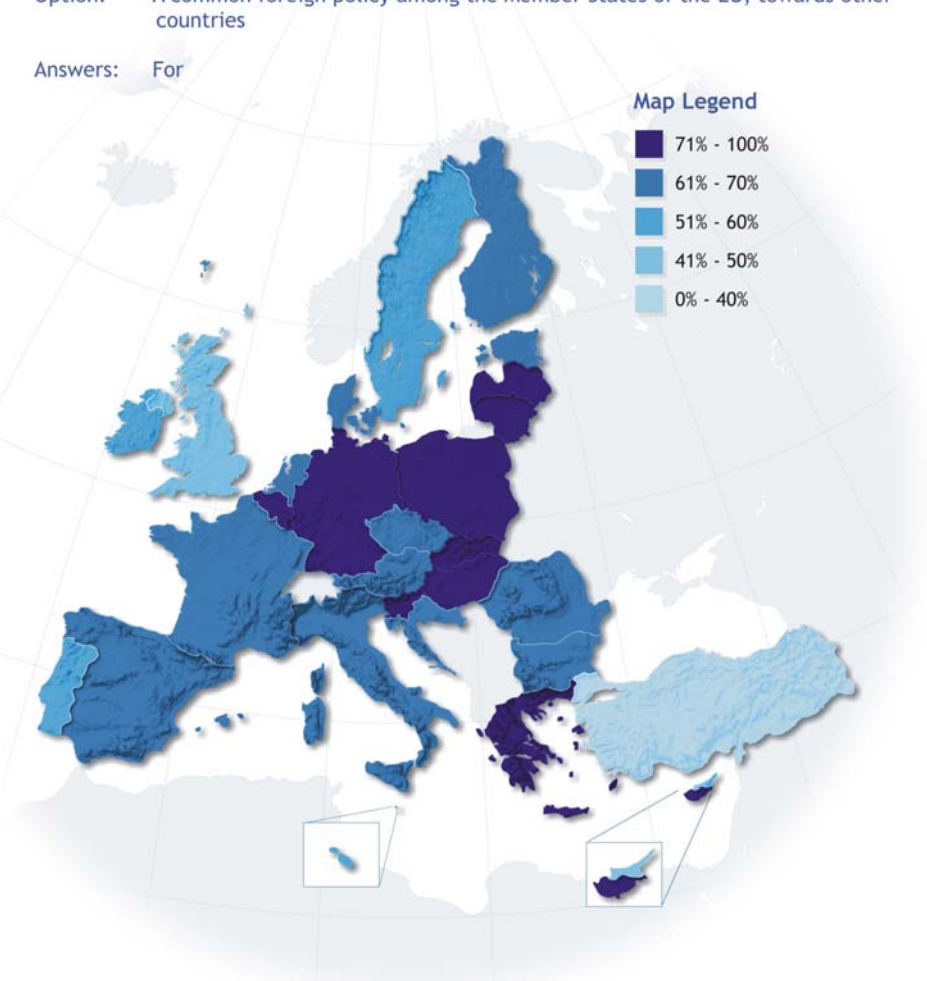 Option: A common foreign policy among the member states of the EU, towards other
countries
Answers: For
Map Legend
71% - 100%
61% - 70%
51% - 60%
41% - 50%
0% - 40%